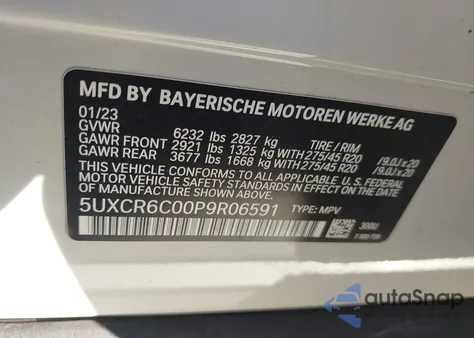 MFD BY BAYERISCHE MOTOREN WERKE AG
01/23
GVWR 6232 lbs 2827 kg TIRE / RIM
GAWR FRONT 2921 lbs 1325 kg WITH 275/45 R20 /9.0J x 20
GAWR REAR 3677 lbs 1668 kg WITH 275/45 R20 /9.0J x 20
THIS VEHICLE CONFORMS TO ALL APPLICABLE U.S. FEDERAL
MOTOR VEHICLE SAFETY STANDARDS IN EFFECT ON THE DATE
OF MANUFACTURE SHOWN ABOVE.
5UXCR6C00P9R06591 TYPE: MPV
300U
autoSnap